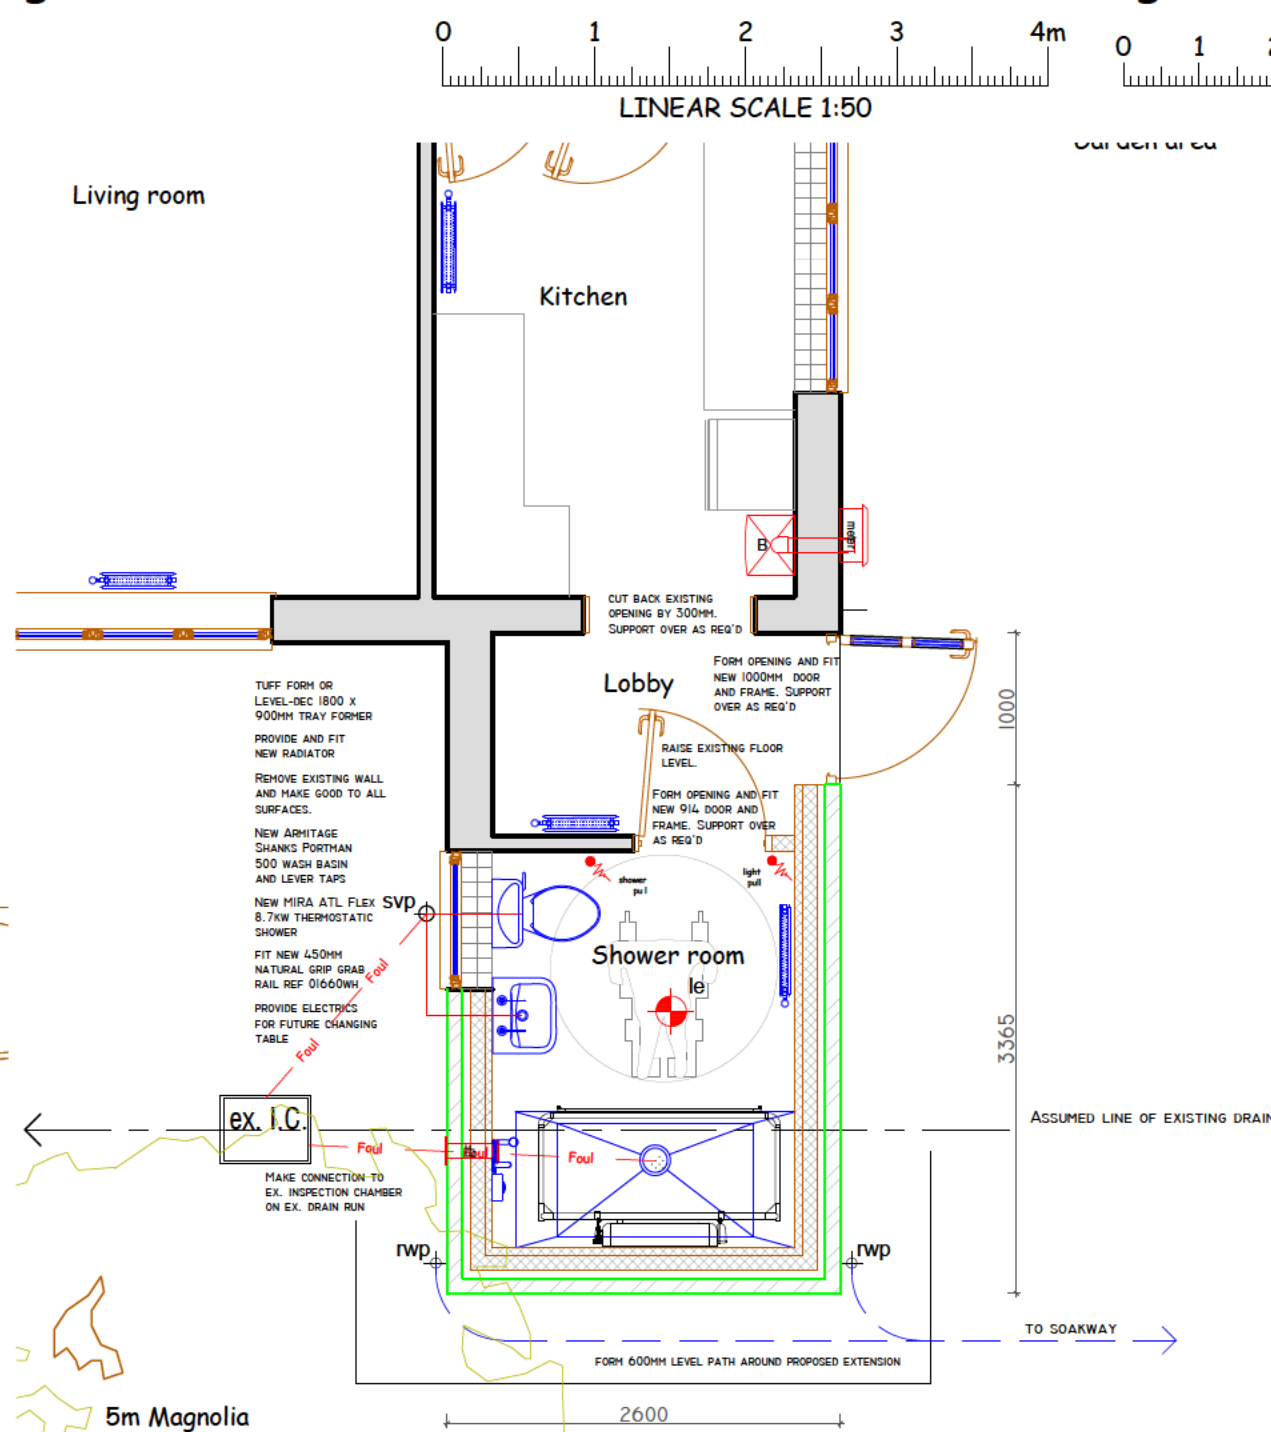 0 1 2 3 4m
0 1
LINEAR SCALE 1:50
Living room
Kitchen
B
meter
CUT BACK EXISTING
OPENING BY 300MM.
SUPPORT OVER AS REQ'D
FORM OPENING AND FIT
NEW 1000MM DOOR
AND FRAME. SUPPORT
OVER AS REQ'D
Lobby
1000
RAISE EXISTING FLOOR
LEVEL.
FORM OPENING AND FIT
NEW 914 DOOR AND
FRAME. SUPPORT OVER
AS REQ'D
TUFF FORM OR
LEVEL-DEC 1800 X
900MM TRAY FORMER
PROVIDE AND FIT
NEW RADIATOR
REMOVE EXISTING WALL
AND MAKE GOOD TO ALL
SURFACES.
NEW ARMITAGE
SHANKS PORTMAN
500 WASH BASIN
AND LEVER TAPS
NEW MIRA ATL FLEX
8.7KW THERMOSTATIC
SHOWER
FIT NEW 450MM
NATURAL GRIP GRAB
RAIL REF 01660WH
PROVIDE ELECTRICS
FOR FUTURE CHANGING
TABLE
svp
Foul
Foul
shower
pull
light
pull
Shower room
le
3365
ex. I.C.
ASSUMED LINE OF EXISTING DRAIN
Foul
Foul
Foul
MAKE CONNECTION TO
EX. INSPECTION CHAMBER
ON EX. DRAIN RUN
rwp
rwp
TO SOAKWAY
FORM 600MM LEVEL PATH AROUND PROPOSED EXTENSION
5m Magnolia
2600